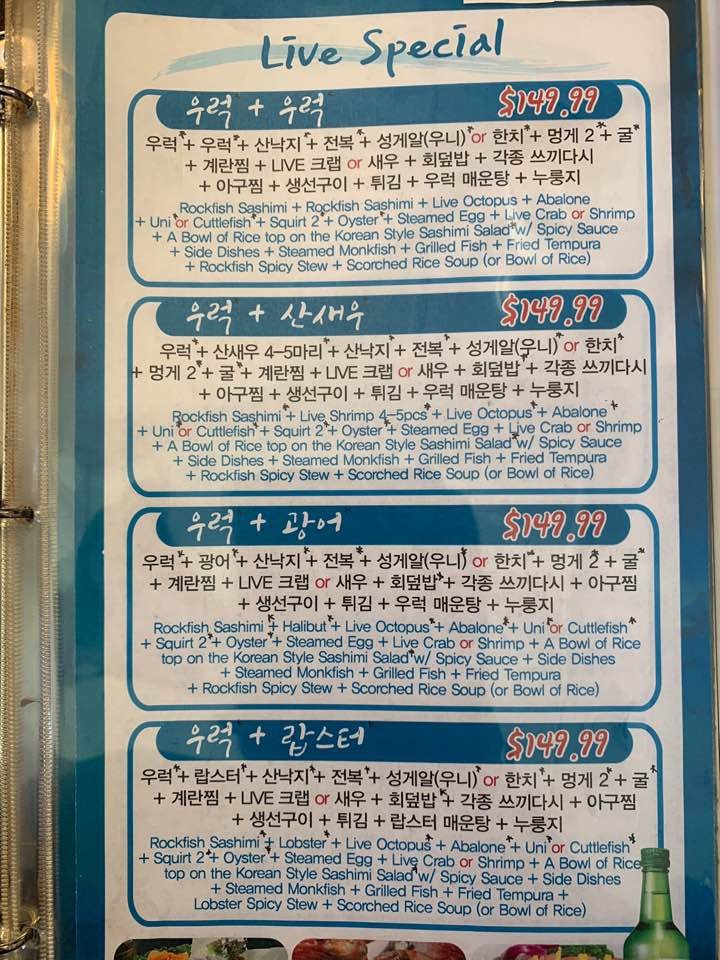 Live Special
우럭 + 우럭 $149.99
우럭* + 우럭* + 산낙지* + 전복* + 성게알(우니)* or 한치* + 멍게 2* + 굴*
+ 계란찜 + LIVE 크랩 or 새우 + 회덮밥* + 각종 쓰끼다시
+ 아구찜 + 생선구이 + 튀김 + 우럭 매운탕 + 누룽지
Rockfish Sashimi + Rockfish Sashimi + Live Octopus + Abalone
+ Uni* or Cuttlefish* + Squirt 2* + Oyster* + Steamed Egg + Live Crab or Shrimp
+ A Bowl of Rice top on the Korean Style Sashimi Salad* w/ Spicy Sauce
+ Side Dishes + Steamed Monkfish + Grilled Fish + Fried Tempura
+ Rockfish Spicy Stew + Scorched Rice Soup (or Bowl of Rice)
우럭 + 산새우 $149.99
우럭* + 산새우 4-5마리* + 산낙지* + 전복* + 성게알(우니)* or 한치*
+ 멍게 2* + 굴* + 계란찜 + LIVE 크랩 or 새우 + 회덮밥* + 각종 쓰끼다시
+ 아구찜 + 생선구이 + 튀김 + 우럭 매운탕 + 누룽지
Rockfish Sashimi* + Live Shrimp 4-5pcs* + Live Octopus* + Abalone*
+ Uni* or Cuttlefish* + Squirt 2* + Oyster* + Steamed Egg + Live Crab or Shrimp
+ A Bowl of Rice top on the Korean Style Sashimi Salad* w/ Spicy Sauce
+ Side Dishes + Steamed Monkfish + Grilled Fish + Fried Tempura
+ Rockfish Spicy Stew + Scorched Rice Soup (or Bowl of Rice)
우럭 + 광어 $149.99
우럭* + 광어* + 산낙지* + 전복* + 성게알(우니)* or 한치* + 멍게 2* + 굴*
+ 계란찜 + LIVE 크랩 or 새우 + 회덮밥* + 각종 쓰끼다시 + 아구찜
+ 생선구이 + 튀김 + 우럭 매운탕 + 누룽지
Rockfish Sashimi* + Halibut* + Live Octopus* + Abalone* + Uni* or Cuttlefish*
+ Squirt 2* + Oyster* + Steamed Egg + Live Crab or Shrimp + A Bowl of Rice
top on the Korean Style Sashimi Salad* w/ Spicy Sauce + Side Dishes
+ Steamed Monkfish + Grilled Fish + Fried Tempura
+ Rockfish Spicy Stew + Scorched Rice Soup (or Bowl of Rice)
우럭 + 랍스터 $149.99
우럭* + 랍스터* + 산낙지* + 전복* + 성게알(우니)* or 한치* + 멍게 2* + 굴*
+ 계란찜 + LIVE 크랩 or 새우 + 회덮밥* + 각종 쓰끼다시 + 아구찜
+ 생선구이 + 튀김 + 랍스터 매운탕 + 누룽지
Rockfish Sashimi* + Lobster* + Live Octopus* + Abalone* + Uni* or Cuttlefish*
+ Squirt 2* + Oyster* + Steamed Egg + Live Crab or Shrimp + A Bowl of Rice
top on the Korean Style Sashimi Salad* w/ Spicy Sauce + Side Dishes
+ Steamed Monkfish + Grilled Fish + Fried Tempura +
Lobster Spicy Stew + Scorched Rice Soup (or Bowl of Rice)